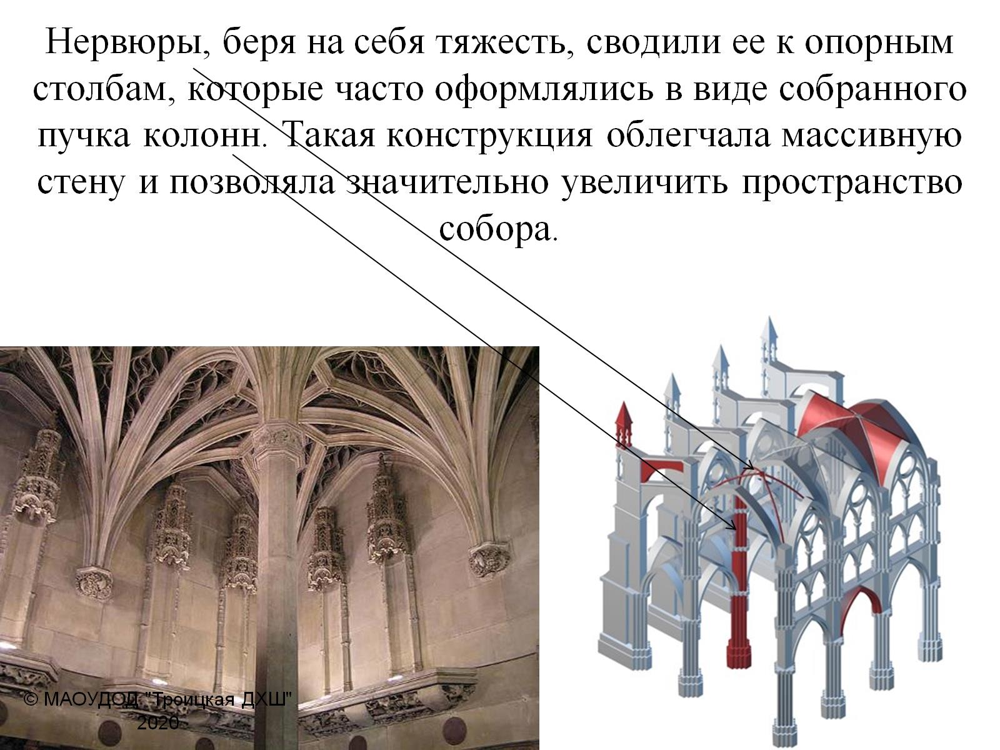 Нервюры, беря на себя тяжесть, сводили ее к опорным
столбам, которые часто оформлялись в виде собранного
пучка колонн. Такая конструкция облегчала массивную
стену и позволяла значительно увеличить пространство
собора.
© МАОУДОД "Троицкая ДХШ"
2020